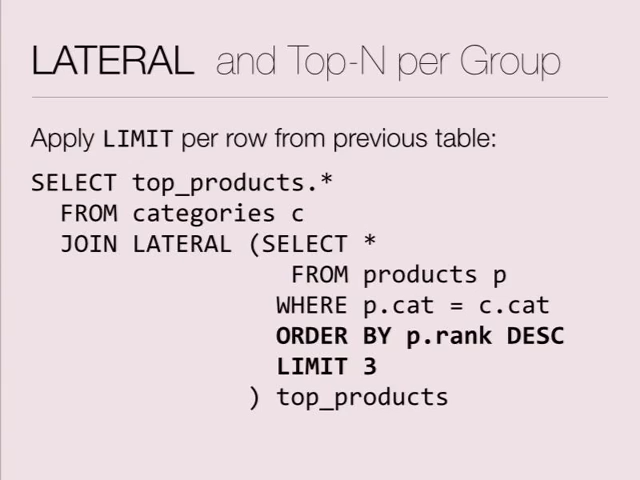 LATERAL and Top-N per Group
Apply LIMIT per row from previous table:
SELECT top_products.*
FROM categories c
JOIN LATERAL (SELECT *
FROM products p
WHERE p.cat = c.cat
ORDER BY p.rank DESC
LIMIT 3
) top_products